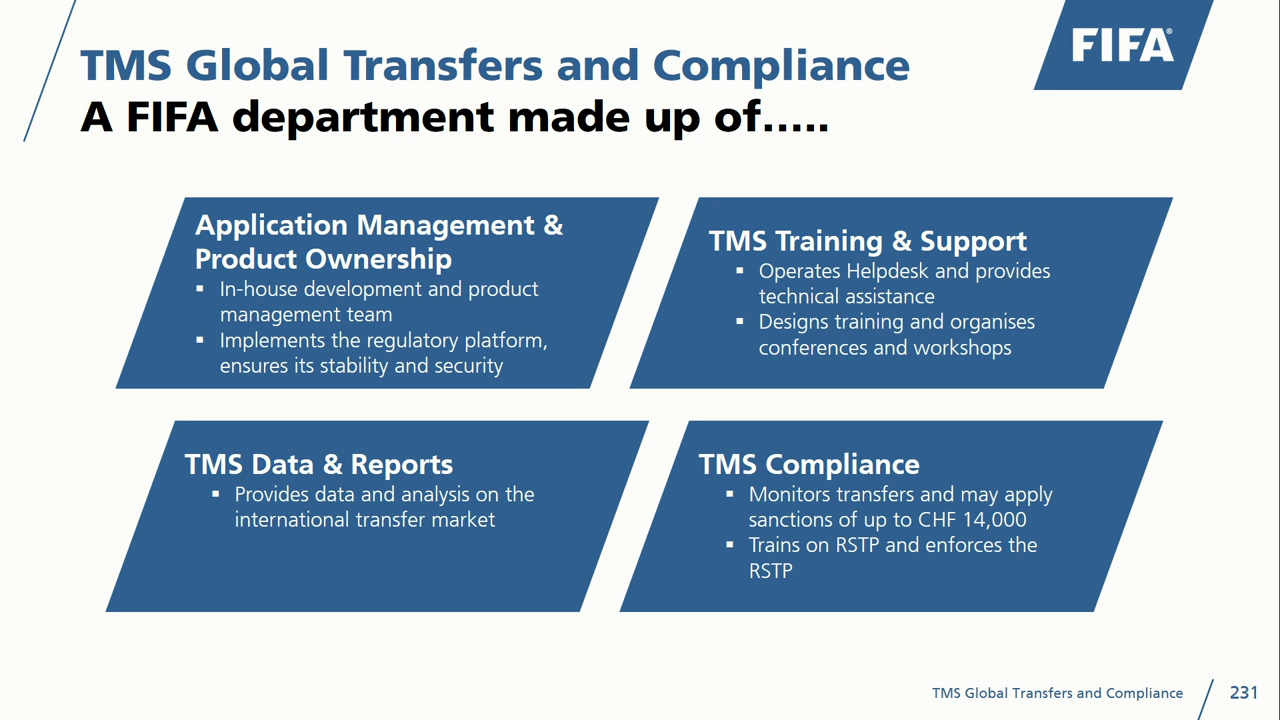 TMS Global Transfers and Compliance
A FIFA department made up of.....
FIFA®
Application Management &
Product Ownership
▪ In-house development and product
management team
▪ Implements the regulatory platform,
ensures its stability and security
TMS Training & Support
▪ Operates Helpdesk and provides
technical assistance
▪ Designs training and organises
conferences and workshops
TMS Data & Reports
▪ Provides data and analysis on the
international transfer market
TMS Compliance
▪ Monitors transfers and may apply
sanctions of up to CHF 14,000
▪ Trains on RSTP and enforces the
RSTP
TMS Global Transfers and Compliance
231